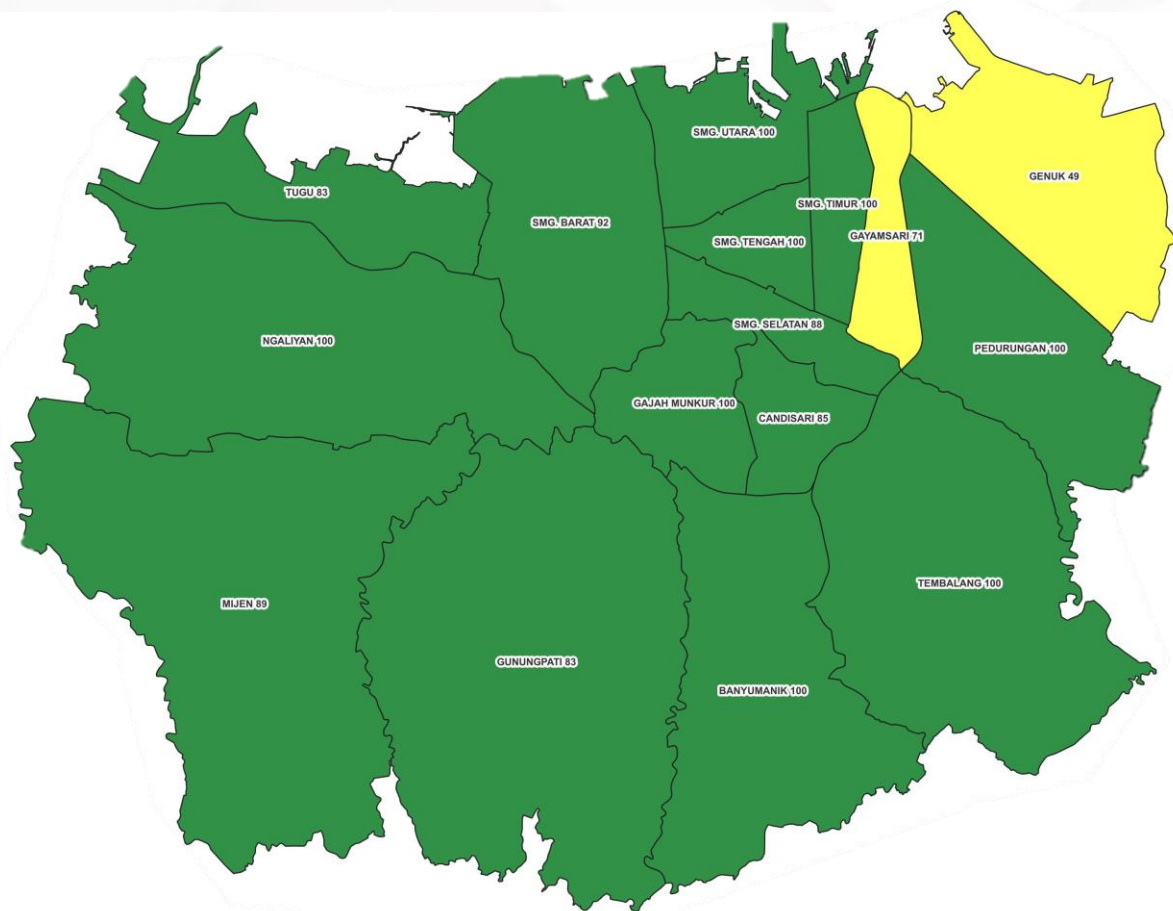 SMG. UTARA 100
GENUK 49
TUGU 83
SMG. TIMUR 100
SMG. BARAT 92
GAYAMSARI 71
SMG. TENGAH 100
SMG. SELATAN 88
NGALIYAN 100
PEDURUNGAN 100
GAJAH MUNKUR 100
CANDISARI 85
TEMBALANG 100
MIJEN 89
GUNUNGPATI 83
BANYUMANIK 100